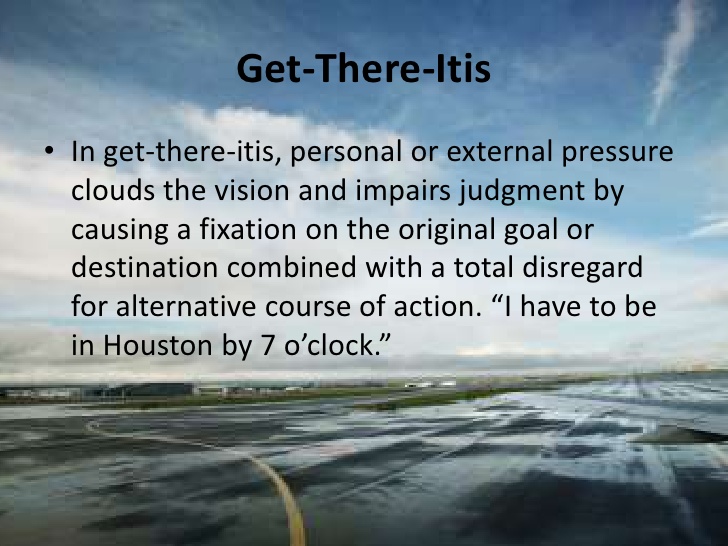 Get-There-Itis
• In get-there-itis, personal or external pressure
clouds the vision and impairs judgment by
causing a fixation on the original goal or
destination combined with a total disregard
for alternative course of action. “I have to be
in Houston by 7 o’clock.”